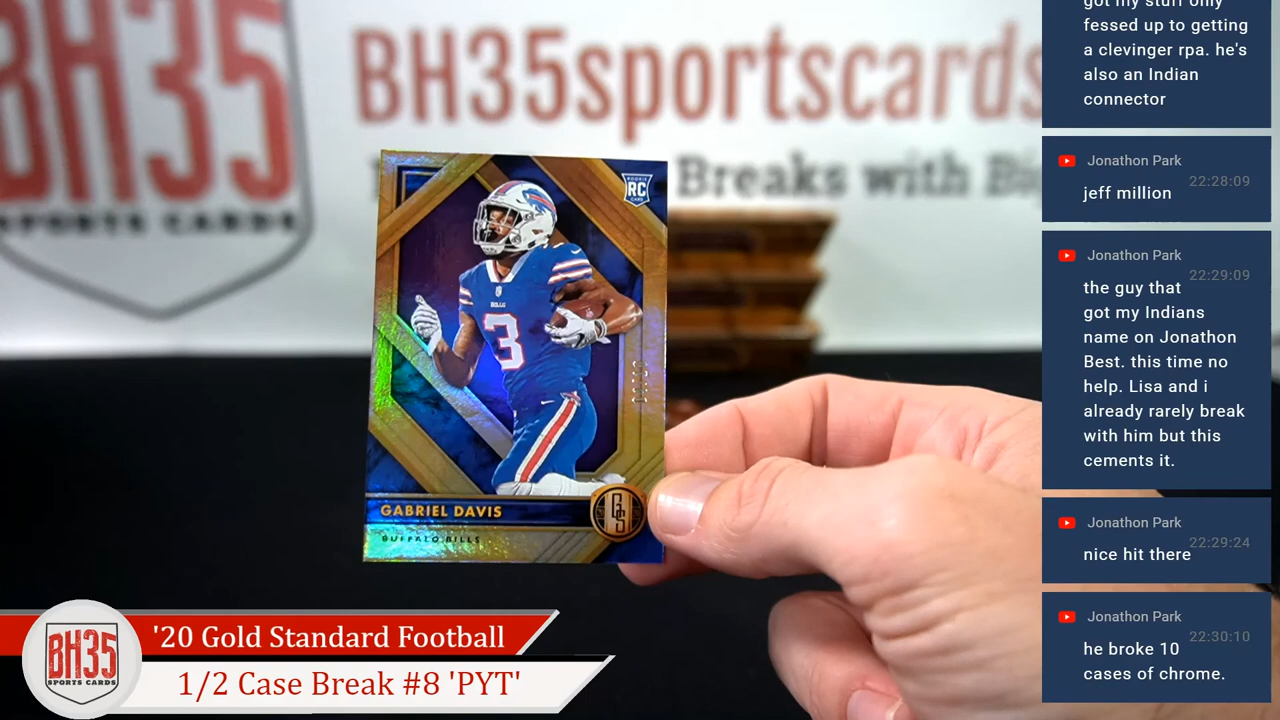 BH35
SPORTS CARDS
BH35sportscards
Breaks with
ROOKIE
RC
CARD
BILLS
3
GS
GABRIEL DAVIS
BUFFALO BILLS
BH35
SPORTS CARDS
'20 Gold Standard Football
1/2 Case Break #8 'PYT'
got my stuff only
fessed up to getting
a clevinger rpa. he's
also an Indian
connector
Jonathon Park
22:28:09
jeff million
Jonathon Park
22:29:09
the guy that
got my Indians
name on Jonathon
Best. this time no
help. Lisa and i
already rarely break
with him but this
cements it.
Jonathon Park
22:29:24
nice hit there
Jonathon Park
22:30:10
he broke 10
cases of chrome.